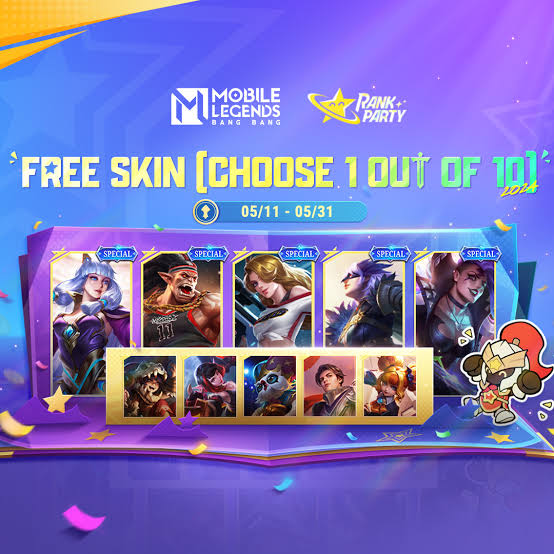 MOBILE
LEGENDS
BANG BANG
RANK
PARTY
FREE SKIN (CHOOSE 1 OUT OF 10)
2024
05/11 - 05/31
SPECIAL
SPECIAL
SPECIAL
SPECIAL
SPECIAL
11